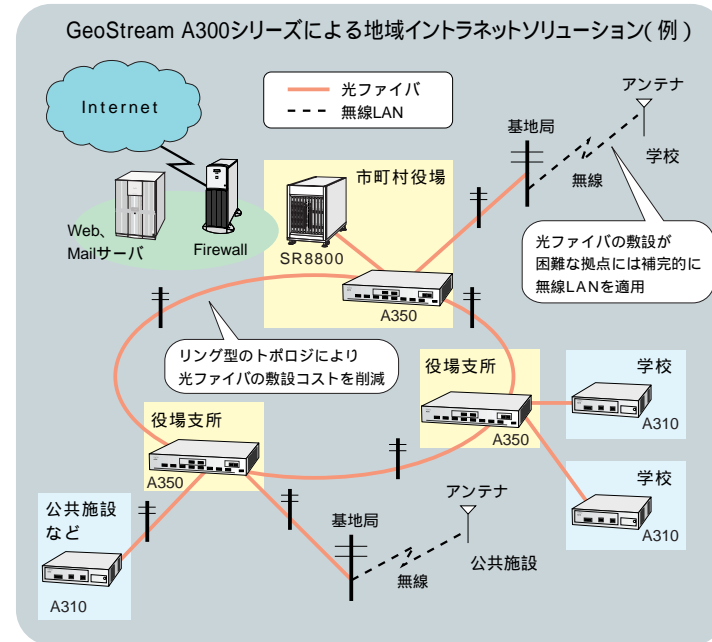 GeoStream A300シリーズによる地域イントラネットソリューション(例)
Internet
光ファイバ
無線LAN
アンテナ
基地局
学校
無線
市町村役場
Web、
Mailサーバ
Firewall
SR8800
A350
光ファイバの敷設が
困難な拠点には補完的に
無線LANを適用
リング型のトポロジにより
光ファイバの敷設コストを削減
役場支所
A350
学校
A310
役場支所
A350
学校
A310
公共施設
など
A310
基地局
アンテナ
公共施設
無線